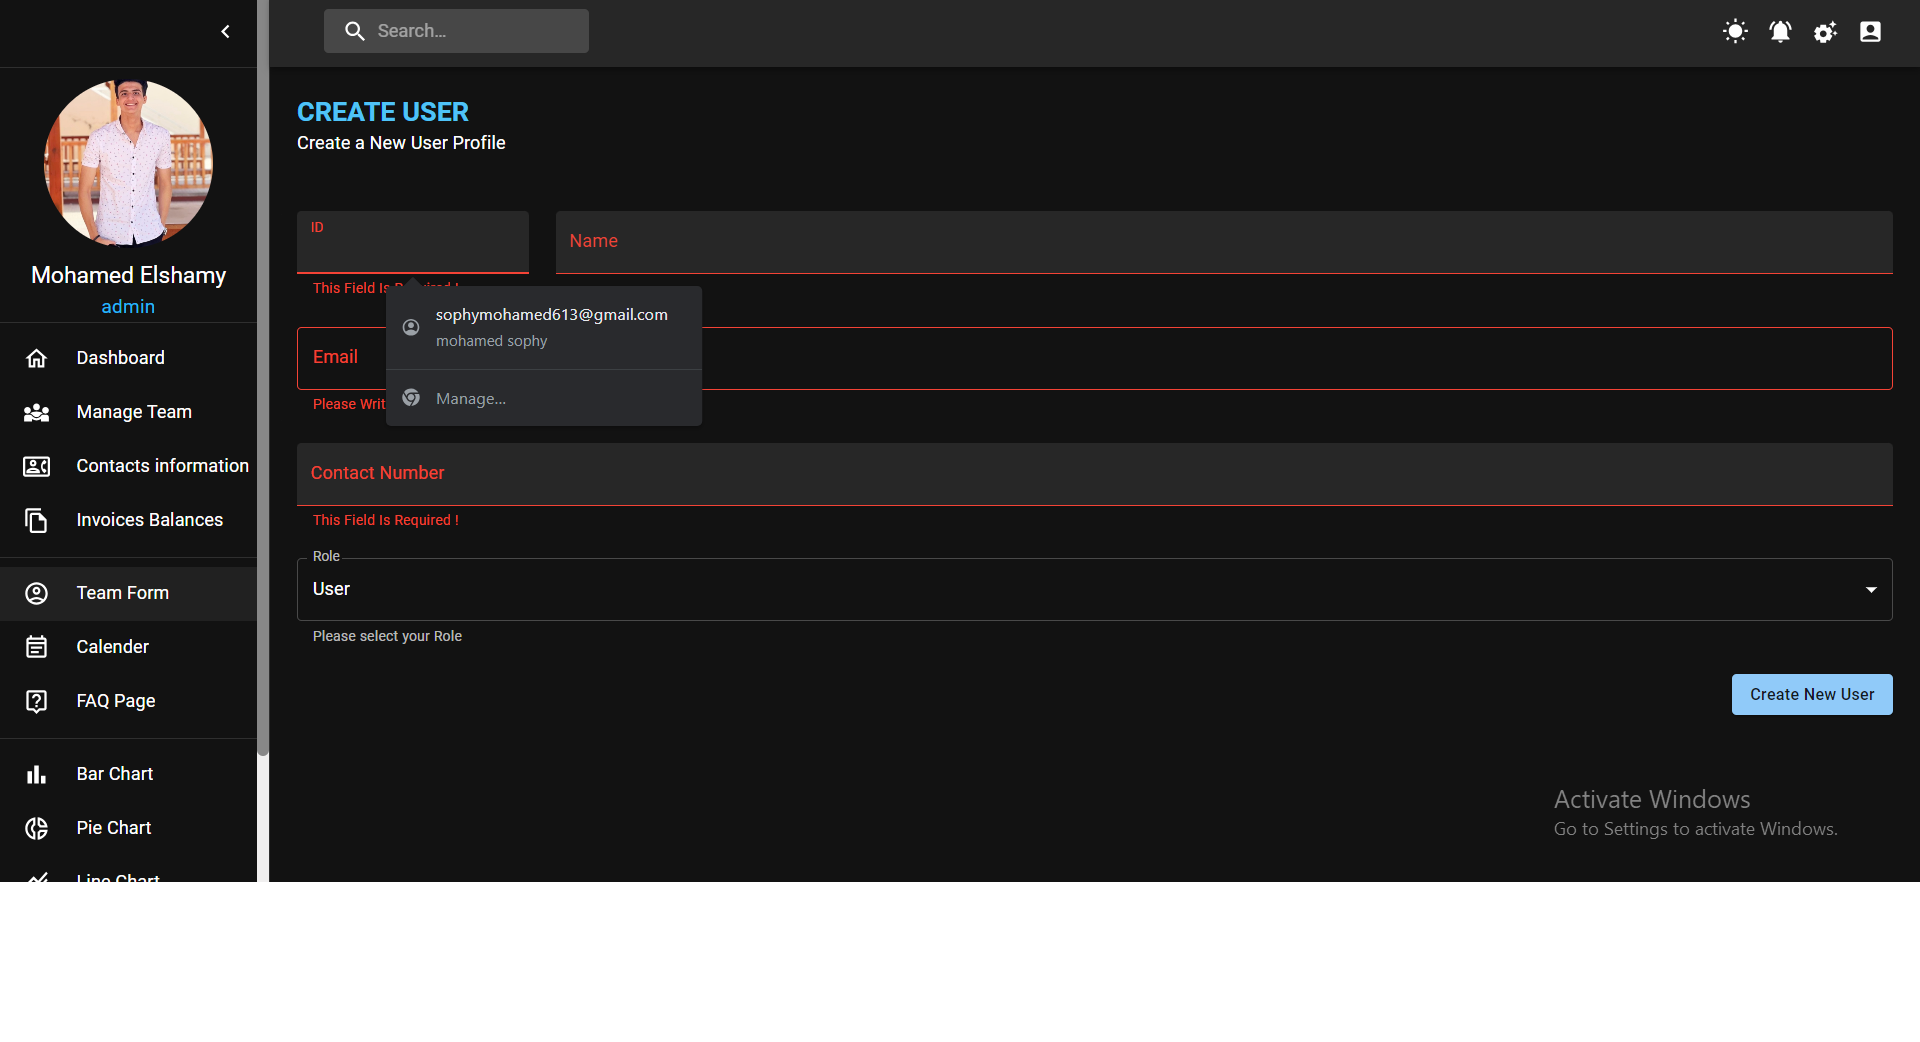 Search...
Mohamed Elshamy
admin
Dashboard
Manage Team
Contacts information
Invoices Balances
Team Form
Calender
FAQ Page
Bar Chart
Pie Chart
Line Chart
CREATE USER
Create a New User Profile
ID
Name
This Field Is Required !
sophymohamed613@gmail.com
mohamed sophy
Manage...
Email
Please Writ
Contact Number
This Field Is Required !
Role
User
Please select your Role
Create New User
Activate Windows
Go to Settings to activate Windows.